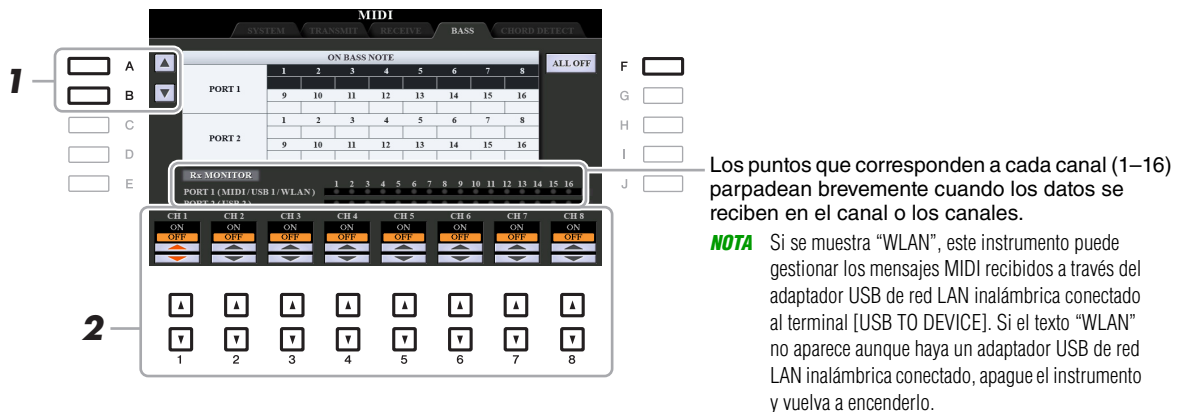 MIDI
SYSTEM TRANSMIT RECEIVE BASS CHORD DETECT
ON BASS NOTE
ALL OFF
1 2 3 4 5 6 7 8
PORT 1
9 10 11 12 13 14 15 16
1 2 3 4 5 6 7 8
PORT 2
9 10 11 12 13 14 15 16
Rx MONITOR
1 2 3 4 5 6 7 8 9 10 11 12 13 14 15 16
PORT 1 (MIDI/USB 1/WLAN)
PORT 2 (USB 2)
CH 1 CH 2 CH 3 CH 4 CH 5 CH 6 CH 7 CH 8
ON ON ON ON ON ON ON ON
OFF OFF OFF OFF OFF OFF OFF OFF
1
A
B
C
D
E
F
G
H
I
J
2
1 2 3 4 5 6 7 8
Los puntos que corresponden a cada canal (1–16)
parpadean brevemente cuando los datos se
reciben en el canal o los canales.
NOTA Si se muestra “WLAN”, este instrumento puede
gestionar los mensajes MIDI recibidos a través del
adaptador USB de red LAN inalámbrica conectado
al terminal [USB TO DEVICE]. Si el texto “WLAN”
no aparece aunque haya un adaptador USB de red
LAN inalámbrica conectado, apague el instrumento
y vuelva a encenderlo.